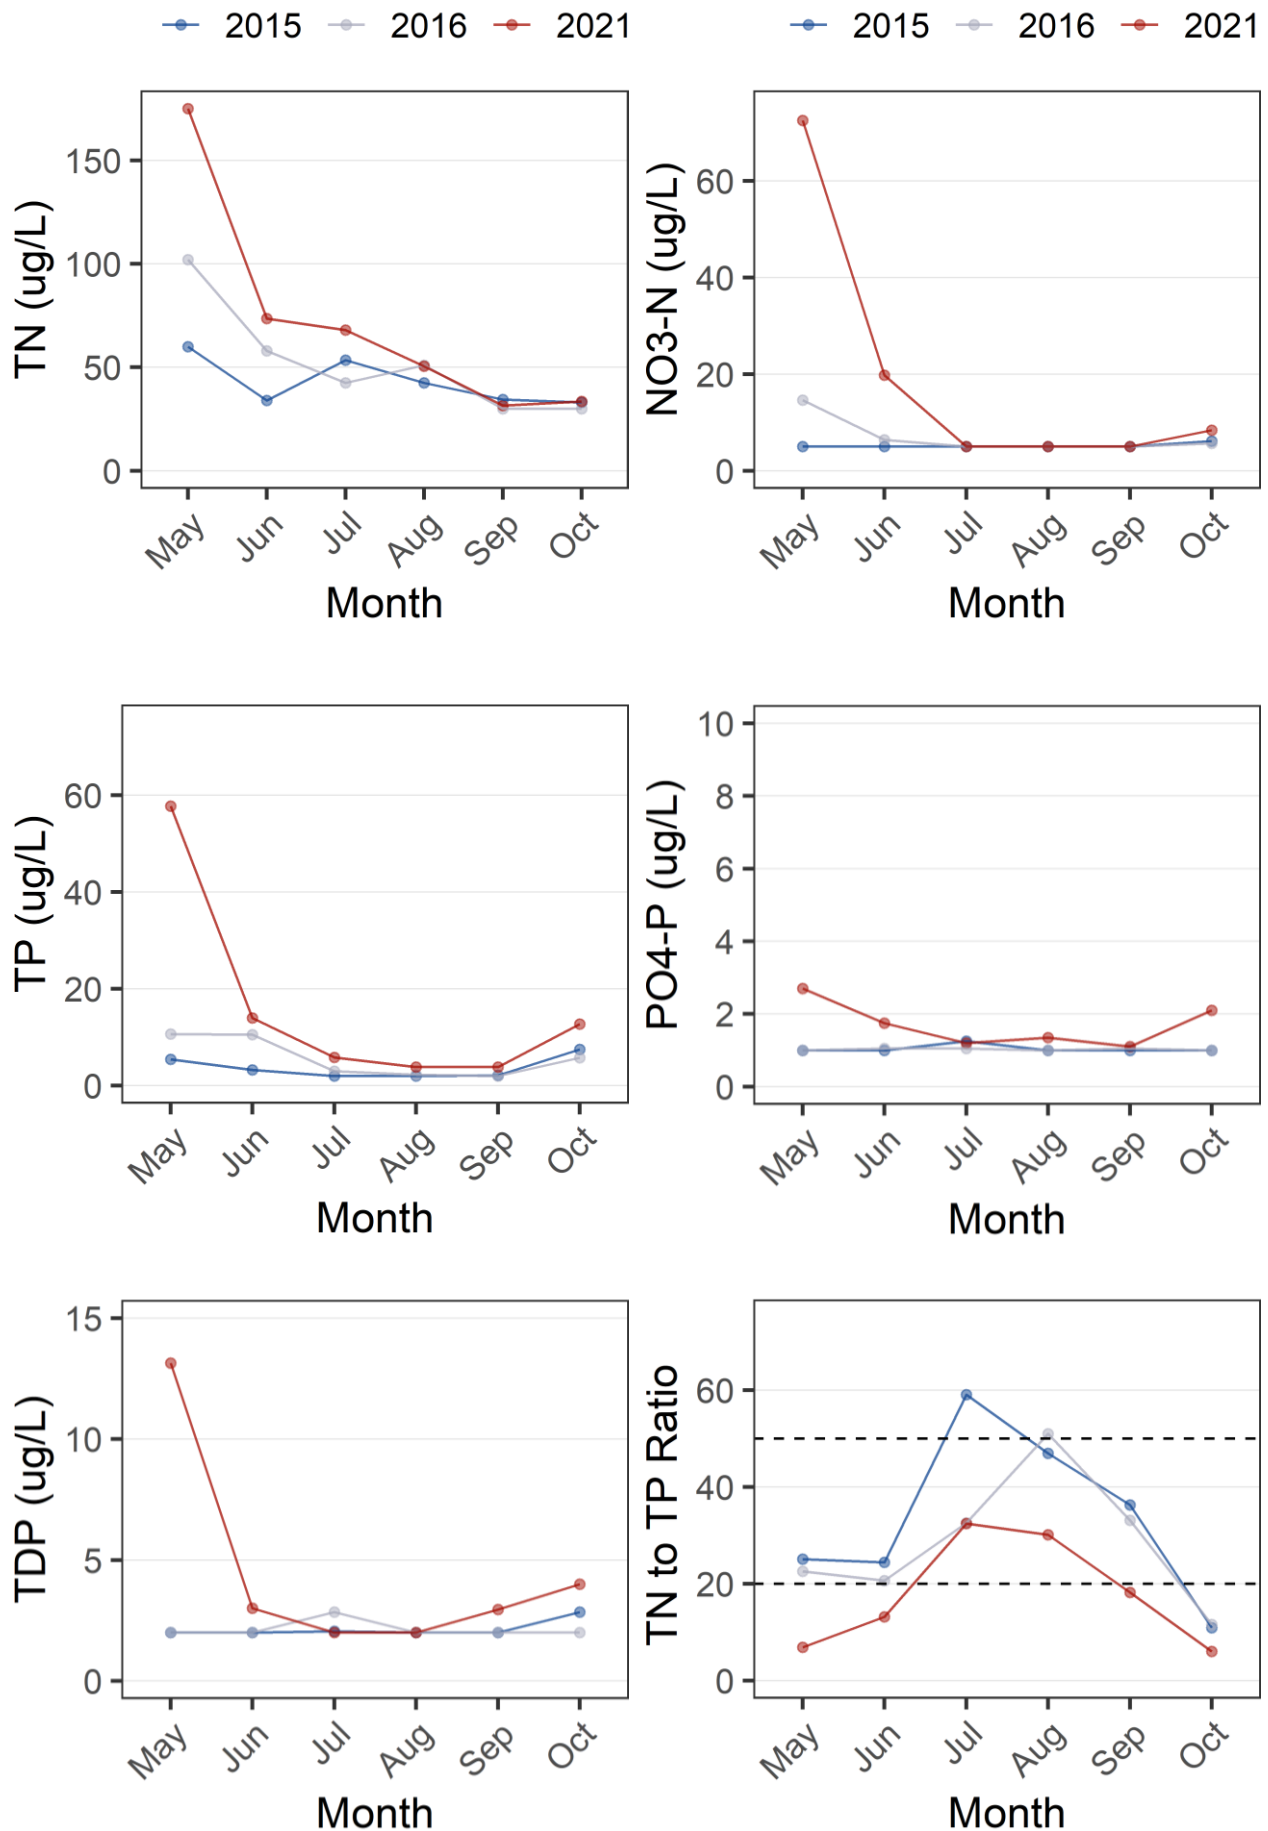 2015 2016 2021
2015 2016 2021
TN (ug/L)
150
100
50
0
May Jun Jul Aug Sep Oct
Month
NO3-N (ug/L)
60
40
20
0
May Jun Jul Aug Sep Oct
Month
TP (ug/L)
60
40
20
0
May Jun Jul Aug Sep Oct
Month
PO4-P (ug/L)
10
8
6
4
2
0
May Jun Jul Aug Sep Oct
Month
TDP (ug/L)
15
10
5
0
May Jun Jul Aug Sep Oct
Month
TN to TP Ratio
60
40
20
0
May Jun Jul Aug Sep Oct
Month